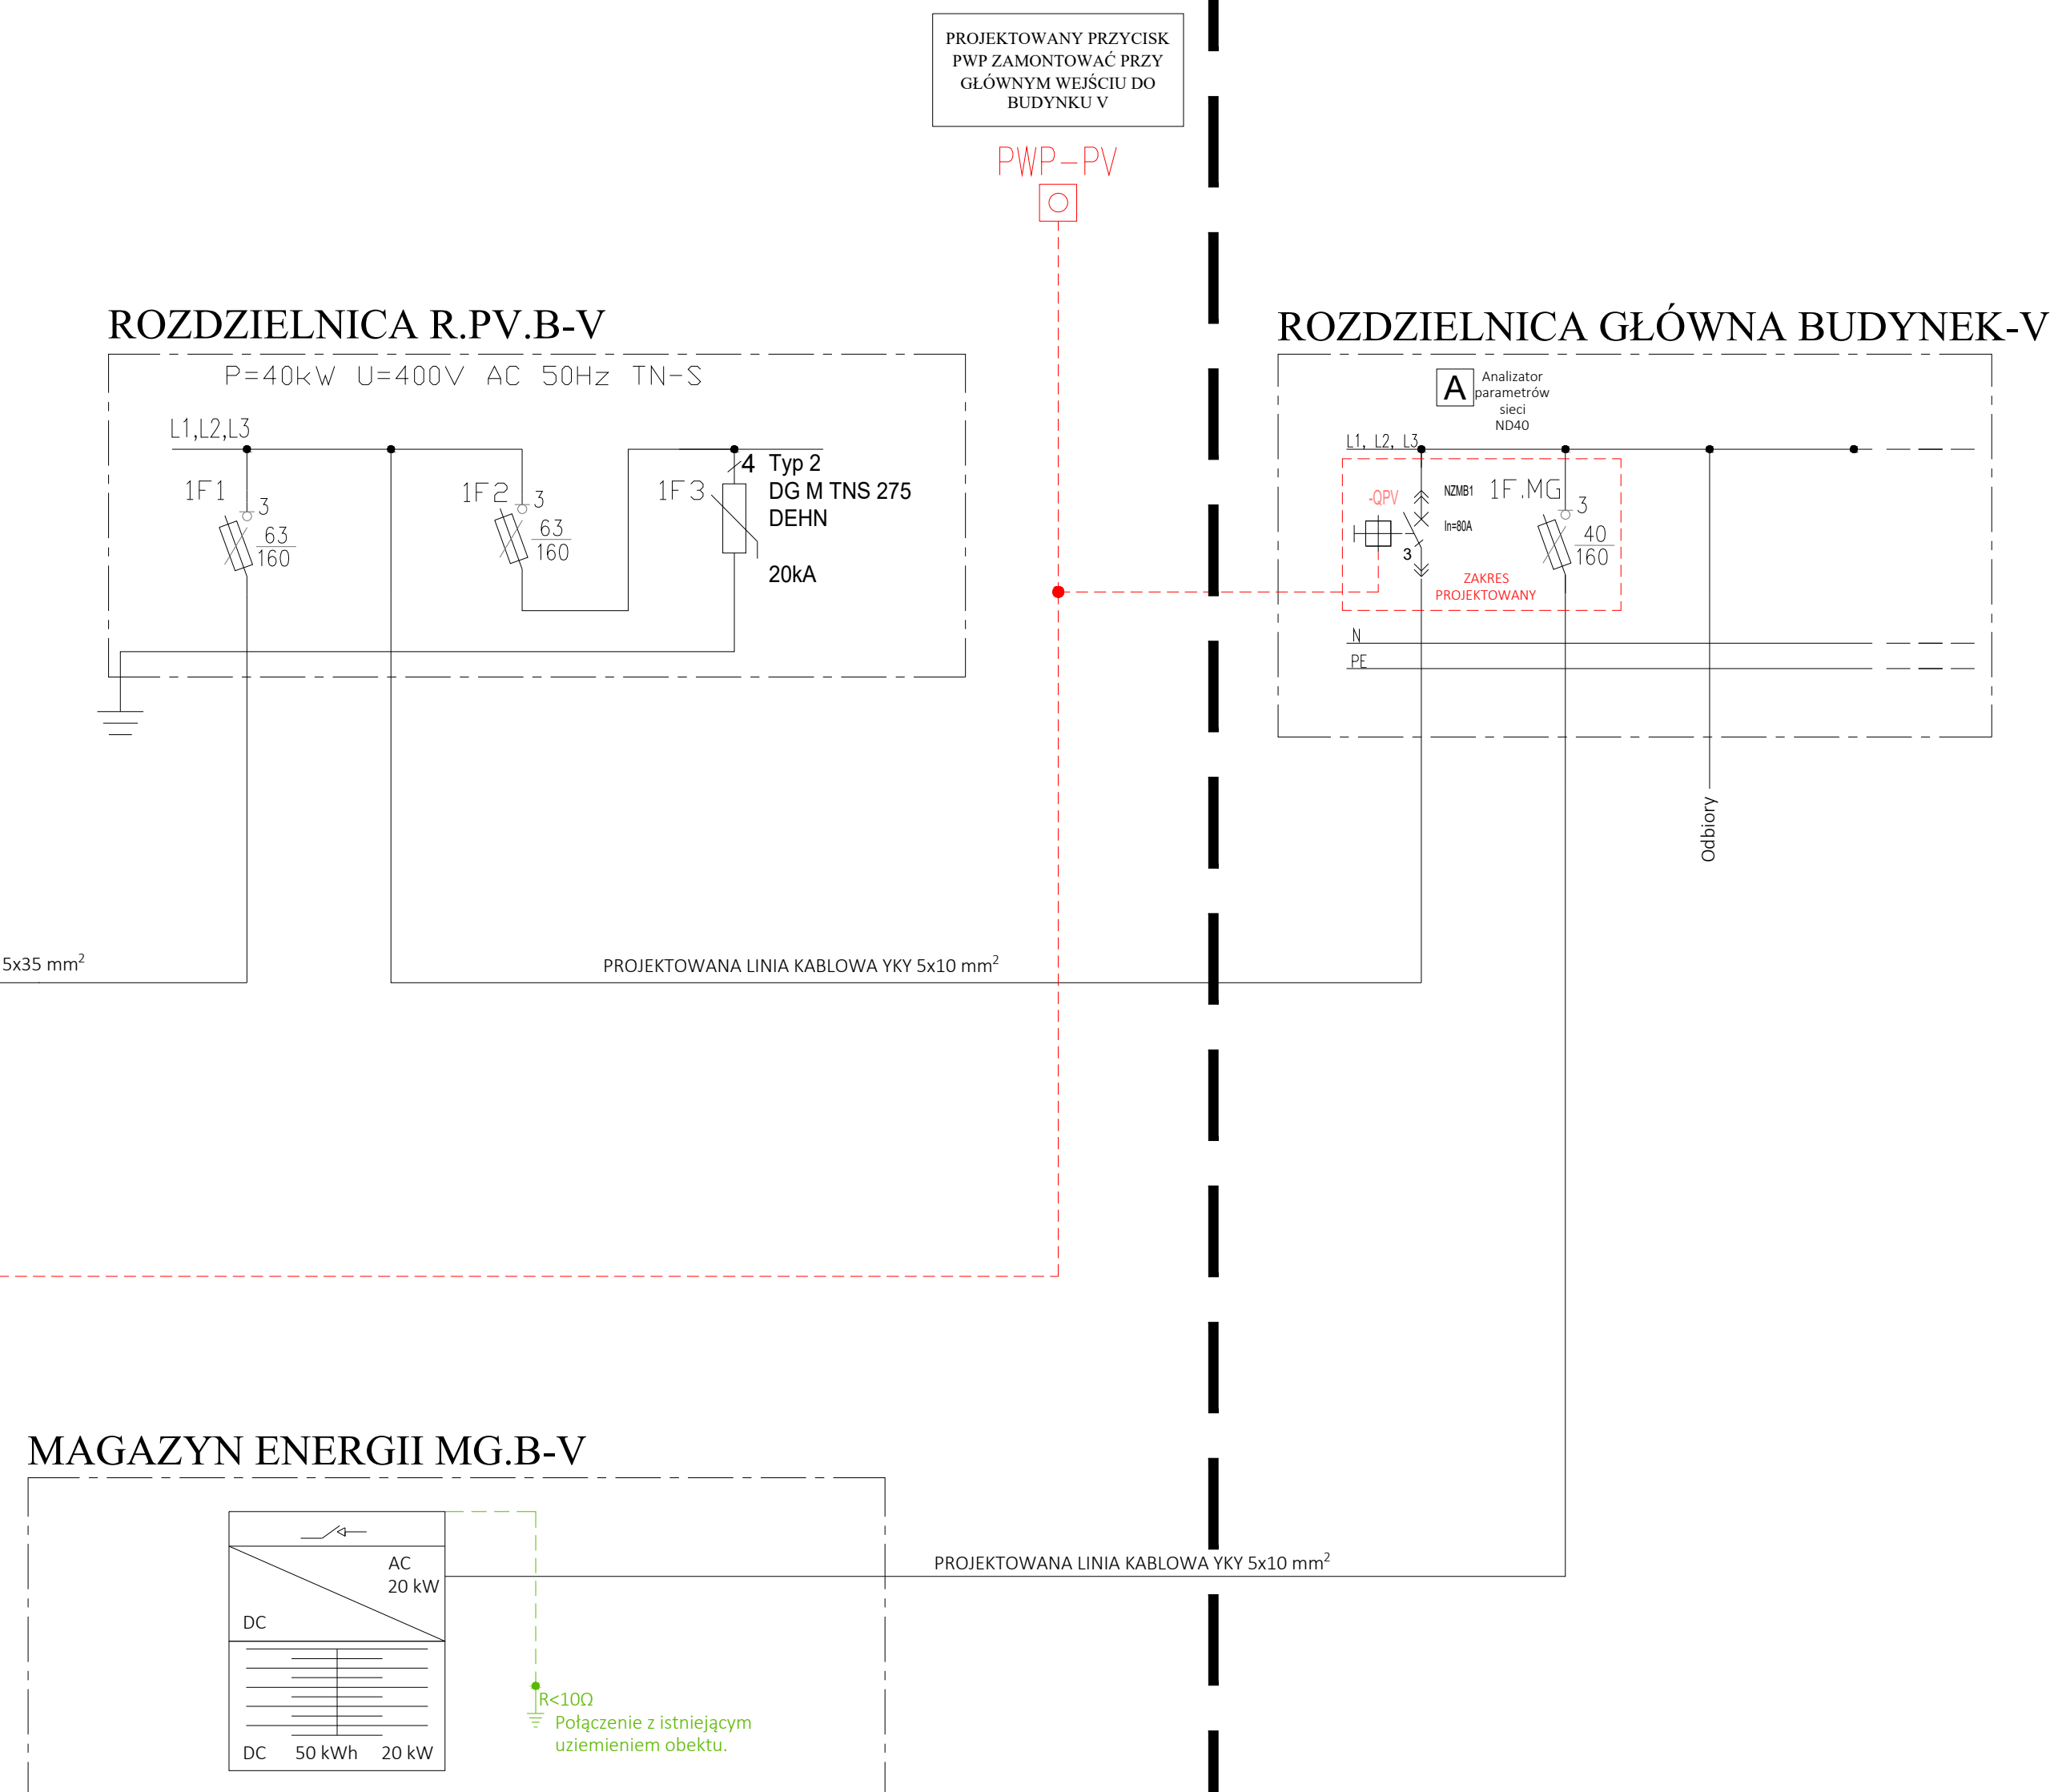 PROJEKTOWANY PRZYCISK
PWP ZAMONTOWAĆ PRZY
GŁÓWNYM WEJŚCIU DO
BUDYNKU V
PWP-PV
ROZDZIELNICA R.PV.B-V
P=40kW U=400V AC 50Hz TN-S
L1,L2,L3
1F1
3
63
160
1F2
3
63
160
1F3
4
Typ 2
DG M TNS 275
DEHN
20kA
ROZDZIELNICA GŁÓWNA BUDYNEK-V
A
Analizator
parametrów
sieci
ND40
L1, L2, L3
-QPV
NZMB1
In=80A
3
1F.MG
3
40
160
ZAKRES
PROJEKTOWANY
N
PE
Odbiory
5x35 mm²
PROJEKTOWANA LINIA KABLOWA YKY 5x10 mm²
MAGAZYN ENERGII MG.B-V
AC
20 kW
DC
PROJEKTOWANA LINIA KABLOWA YKY 5x10 mm²
R<10Ω
Połączenie z istniejącym
uziemieniem obektu.
DC 50 kWh 20 kW